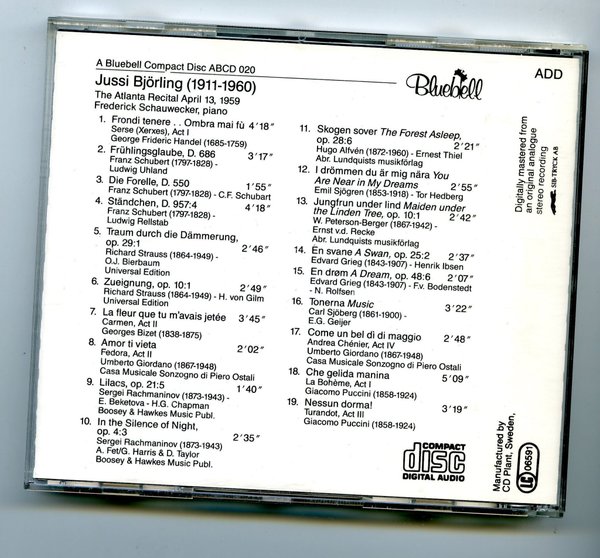 A Bluebell Compact Disc ABCD 020
Jussi Björling (1911-1960)
The Atlanta Recital April 13, 1959
Frederick Schauwecker, piano
Bluebell
ADD
1. Frondi tenere . . Ombra mai fù 4'18"
Serse (Xerxes), Act I
George Frideric Handel (1685-1759)
2. Frühlingsglaube, D. 686 3'17"
Franz Schubert (1797-1828) -
Ludwig Uhland
3. Die Forelle, D. 550 1'55"
Franz Schubert (1797-1828) - C.F. Schubart
4. Ständchen, D. 957:4 4'18"
Franz Schubert (1797-1828) -
Ludwig Rellstab
5. Traum durch die Dämmerung,
op. 29:1 2'46"
Richard Strauss (1864-1949) -
O.J. Bierbaum
Universal Edition
6. Zueignung, op. 10:1 2'49"
Richard Strauss (1864-1949) - H. von Gilm
Universal Edition
7. La fleur que tu m'avais jetée 3'45"
Carmen, Act II
Georges Bizet (1838-1875)
8. Amor ti vieta 2'02"
Fedora, Act II
Umberto Giordano (1867-1948)
Casa Musicale Sonzogno di Piero Ostali
9. Lilacs, op. 21:5 1'40"
Sergei Rachmaninov (1873-1943) -
E. Beketova - H.G. Chapman
Boosey & Hawkes Music Publ.
10. In the Silence of Night,
op. 4:3 2'35"
Sergei Rachmaninov (1873-1943)
A. Fet/G. Harris & D. Taylor
Boosey & Hawkes Music Publ.
11. Skogen sover The Forest Asleep,
op. 28:6 2'21"
Hugo Alfvén (1872-1960) - Ernest Thiel
Abr. Lundquists musikförlag
12. I drömmen du är mig nära You
Are Near in My Dreams 2'55"
Emil Sjögren (1853-1918) - Tor Hedberg
13. Jungfrun under lind Maiden under
the Linden Tree, op. 10:1 2'42"
W. Peterson-Berger (1867-1942) -
Ernst v.d. Recke
Abr. Lundquists musikförlag
14. En svane A Swan, op. 25:2 2'37"
Edvard Grieg (1843-1907) - Henrik Ibsen
15. En drøm A Dream, op. 48:6 2'07"
Edvard Grieg (1843-1907) - F.v. Bodenstedt
- N. Rolfsen
16. Tonerna Music 3'22"
Carl Sjöberg (1861-1900) -
E.G. Geijer
17. Come un bel dì di maggio 2'48"
Andrea Chénier, Act IV
Umberto Giordano (1867-1948)
Casa Musicale Sonzogno di Piero Ostali
18. Che gelida manina 5'09"
La Bohème, Act I
Giacomo Puccini (1858-1924)
19. Nessun dorma! 3'19"
Turandot, Act III
Giacomo Puccini (1858-1924)
COMPACT
disc
DIGITAL AUDIO
Digitally mastered from
an original analogue
stereo recording
SIB-TRYCK AB
Manufactured by
CD Plant, Sweden,
LC 06591